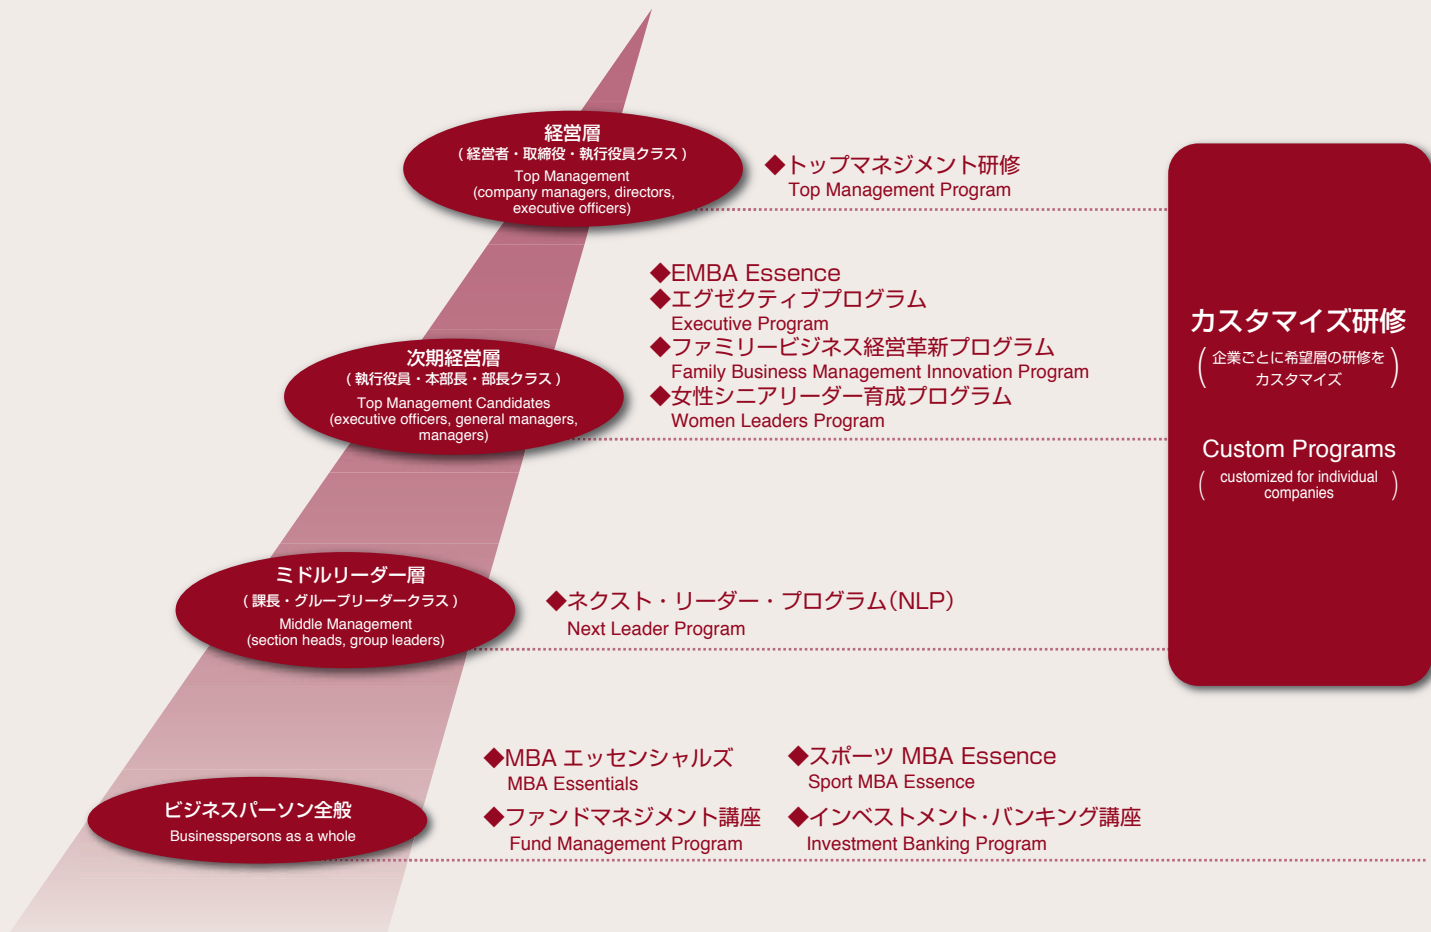 経営層
(経営者・取締役・執行役員クラス)
Top Management
(company managers, directors,
executive officers)
◆トップマネジメント研修
Top Management Program
次期経営層
(執行役員・本部長・部長クラス)
Top Management Candidates
(executive officers, general managers,
managers)
◆EMBA Essence
◆エグゼクティブプログラム
Executive Program
◆ファミリービジネス経営革新プログラム
Family Business Management Innovation Program
◆女性シニアリーダー育成プログラム
Women Leaders Program
ミドルリーダー層
(課長・グループリーダークラス)
Middle Management
(section heads, group leaders)
◆ネクスト・リーダー・プログラム(NLP)
Next Leader Program
ビジネスパーソン全般
Businesspersons as a whole
◆MBA エッセンシャルズ
MBA Essentials
◆スポーツ MBA Essence
Sport MBA Essence
◆ファンドマネジメント講座
Fund Management Program
◆インベストメント・バンキング講座
Investment Banking Program
カスタマイズ研修
(企業ごとに希望層の研修を
カスタマイズ)
Custom Programs
(customized for individual
companies)